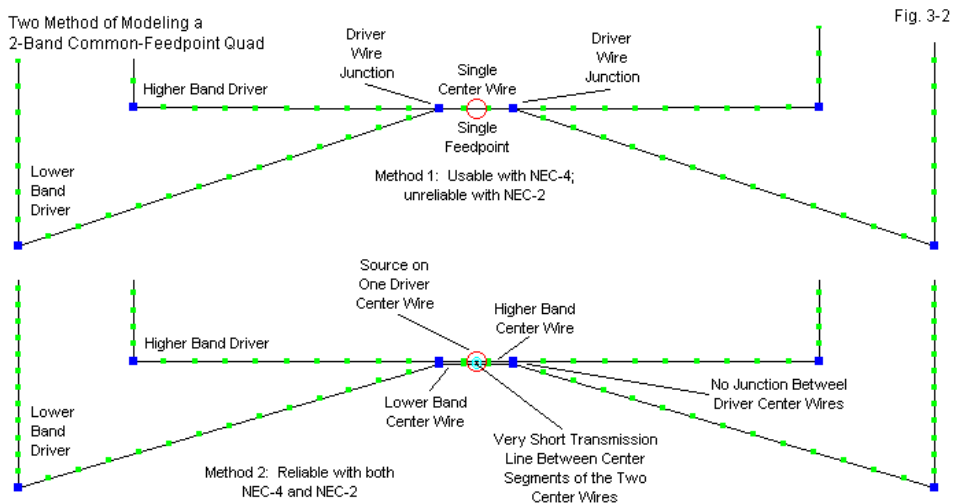 Two Method of Modeling a
2-Band Common-Feedpoint Quad
Fig. 3-2
Driver
Wire
Junction
Single
Center Wire
Driver
Wire
Junction
Higher Band Driver
Single
Feedpoint
Lower
Band
Driver
Method 1: Usable with NEC-4;
unreliable with NEC-2
Source on
One Driver
Center Wire
Higher Band
Center Wire
Higher Band Driver
No Junction Betweel
Driver Center Wires
Lower Band
Center Wire
Lower
Band
Driver
Very Short Transmission
Line Between Center
Segments of the Two
Center Wires
Method 2: Reliable with both
NEC-4 and NEC-2